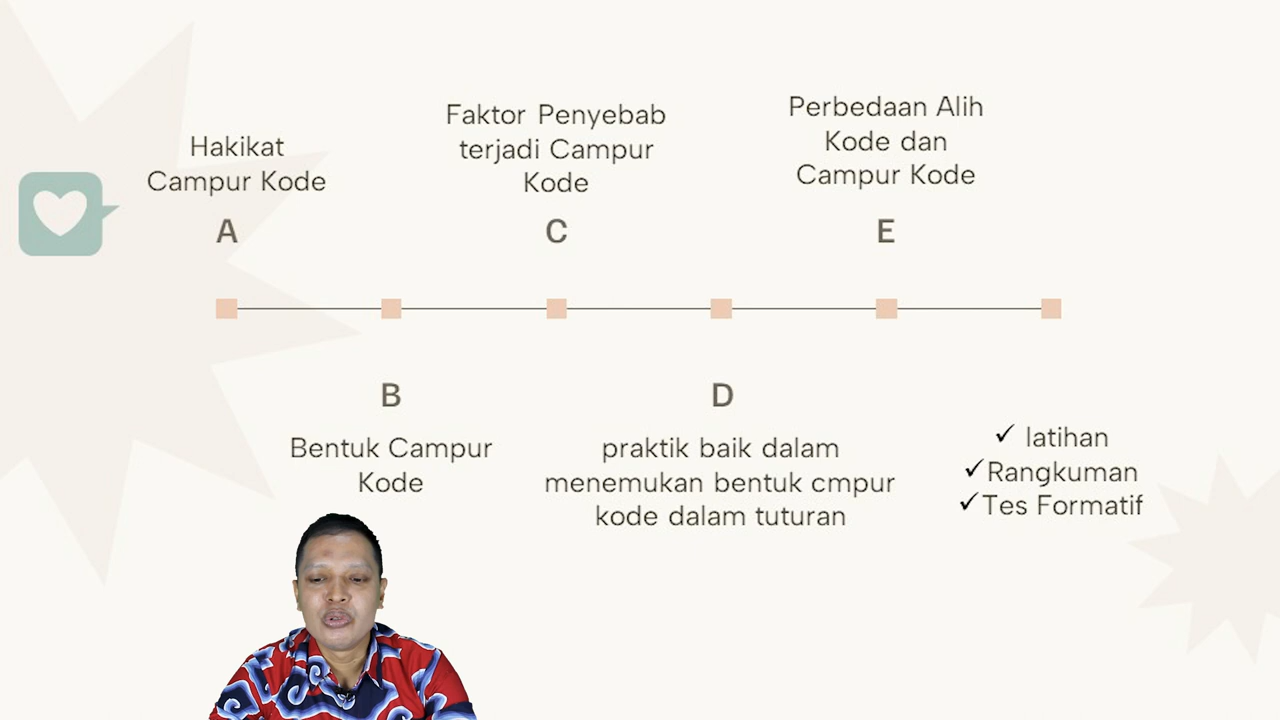 Hakikat
Campur Kode
A
B
Bentuk Campur
Kode
Faktor Penyebab
terjadi Campur
Kode
C
D
praktik baik dalam
menemukan bentuk cmpur
kode dalam tuturan
Perbedaan Alih
Kode dan
Campur Kode
E
✓ latihan
✓Rangkuman
✓Tes Formatif